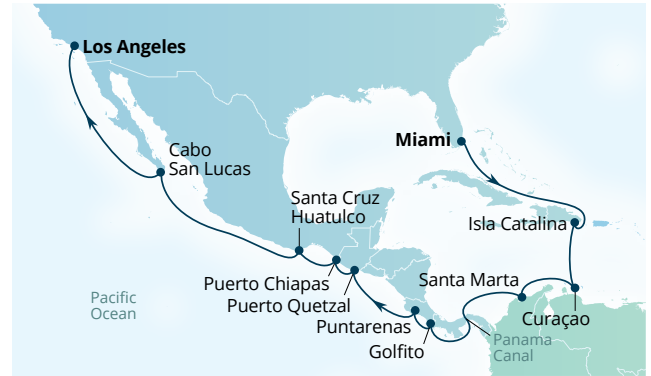 Los Angeles
Miami
Cabo
San Lucas
Santa Cruz
Huatulco
Isla Catalina
Puerto Chiapas
Santa Marta
Puerto Quetzal
Pacific
Ocean
Curaçao
Puntarenas
Panama
Canal
Golfito